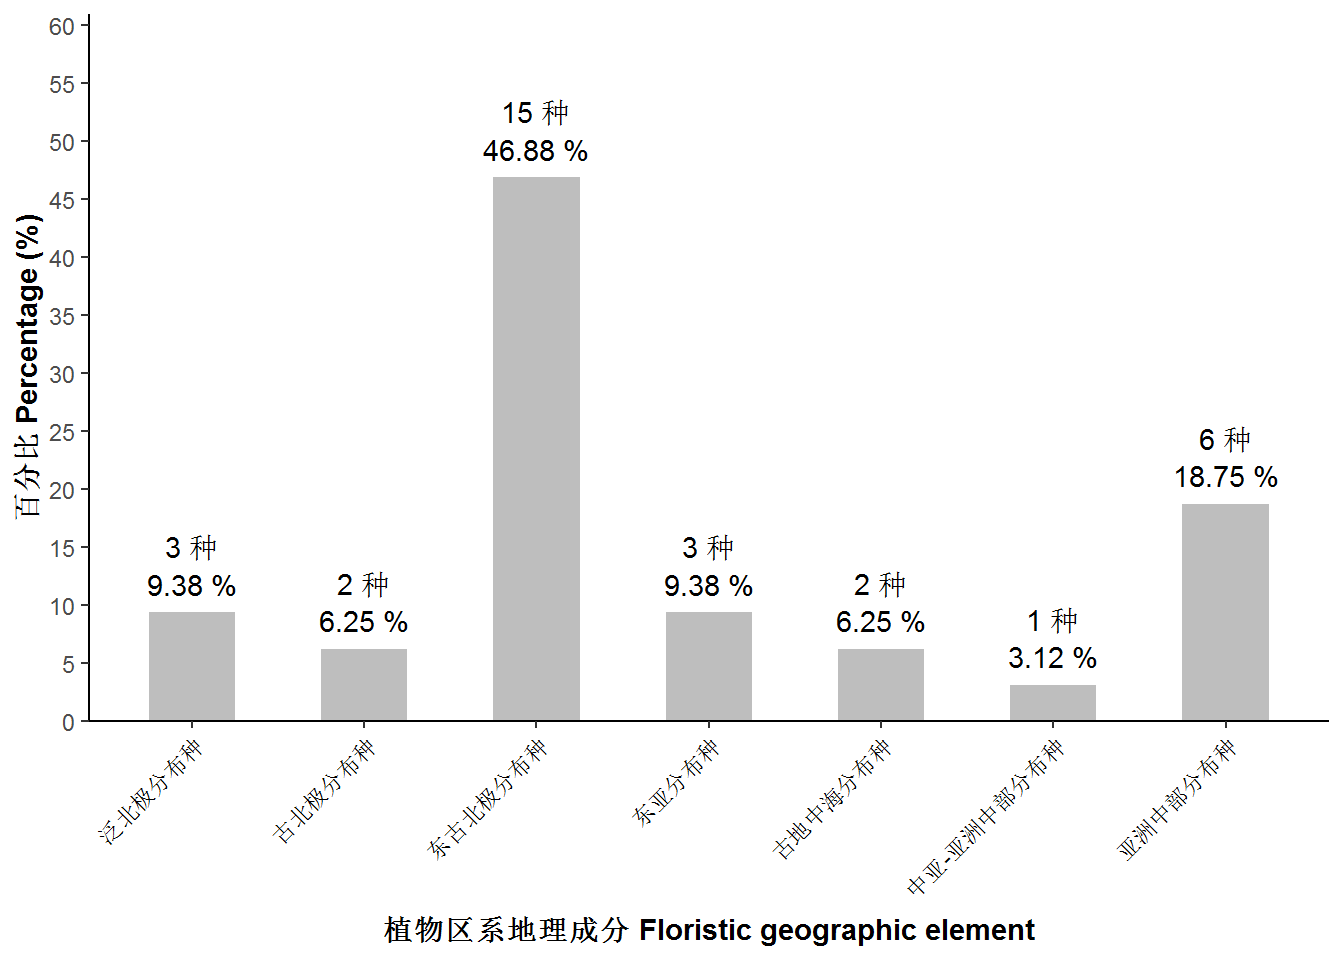 60
55
50
45
40
35
30
25
20
15
10
5
0
百分比 Percentage (%)
3 种
9.38 %
2 种
6.25 %
15 种
46.88 %
3 种
9.38 %
2 种
6.25 %
1 种
3.12 %
6 种
18.75 %
泛北极分布种
古北极分布种
东古北极分布种
东亚分布种
古地中海分布种
中亚-亚洲中部分布种
亚洲中部分布种
植物区系地理成分 Floristic geographic element